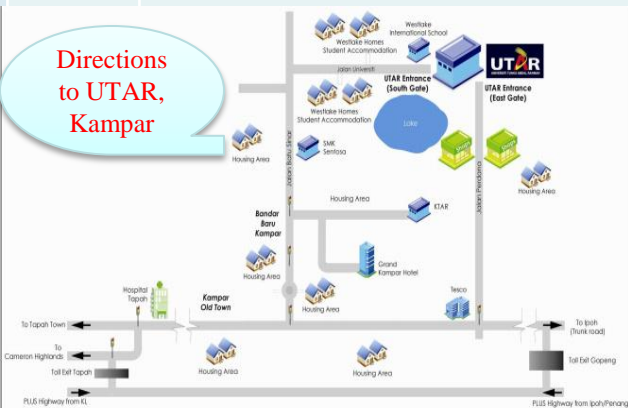 Directions
to UTAR,
Kampar
Westlake Homes
Student Accommodation
Westlake
International School
UTAR
Jalan Universiti
UTAR Entrance
(South Gate)
UTAR Entrance
(East Gate)
Westlake Homes
Student Accommodation
Lake
Shops
Shops
Housing Area
Jalan Batu Sinar
SMK
Sentosa
Housing Area
Jalan Perdana
Housing Area
KTAR
Bandar
Baru
Kampar
Housing Area
Grand
Kampar Hotel
Hospital
Tapah
Kampar
Old Town
Housing Area
Tesco
To Tapah Town
To Ipoh
(Trunk road)
To
Cameron Highlands
Toll Exit Tapah
Housing Area
Housing Area
Toll Exit Gopeng
PLUS Highway from KL
PLUS Highway from Ipoh/Penang